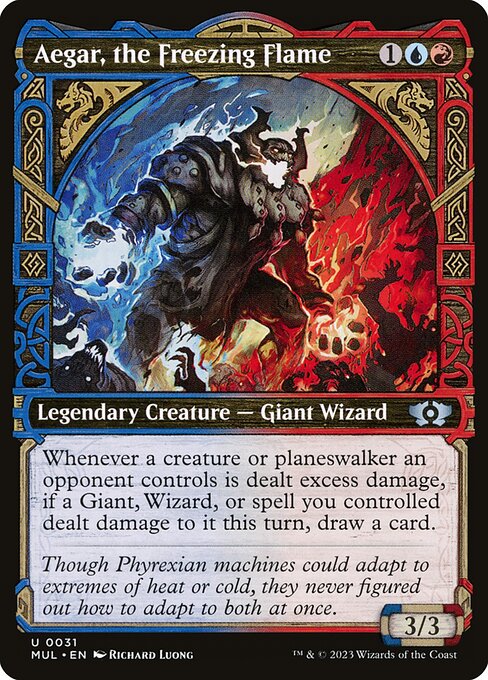 Aegar, the Freezing Flame 1
Legendary Creature — Giant Wizard
Whenever a creature or planeswalker an
opponent controls is dealt excess damage,
if a Giant, Wizard, or spell you controlled
dealt damage to it this turn, draw a card.
Though Phyrexian machines could adapt to
extremes of heat or cold, they never figured
out how to adapt to both at once.
3/3
U 0031
MUL • EN Richard Luong ™ & © 2023 Wizards of the Coast